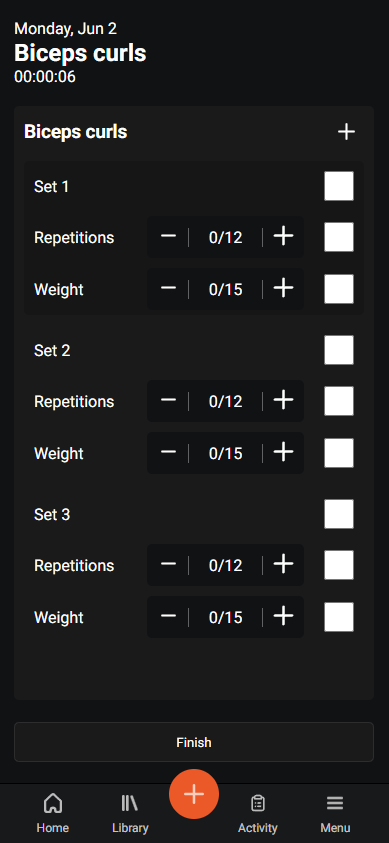 Monday, Jun 2
Biceps curls
00:00:06
Biceps curls
Set 1
Repetitions 0/12
Weight 0/15
Set 2
Repetitions 0/12
Weight 0/15
Set 3
Repetitions 0/12
Weight 0/15
Finish
Home Library Activity Menu